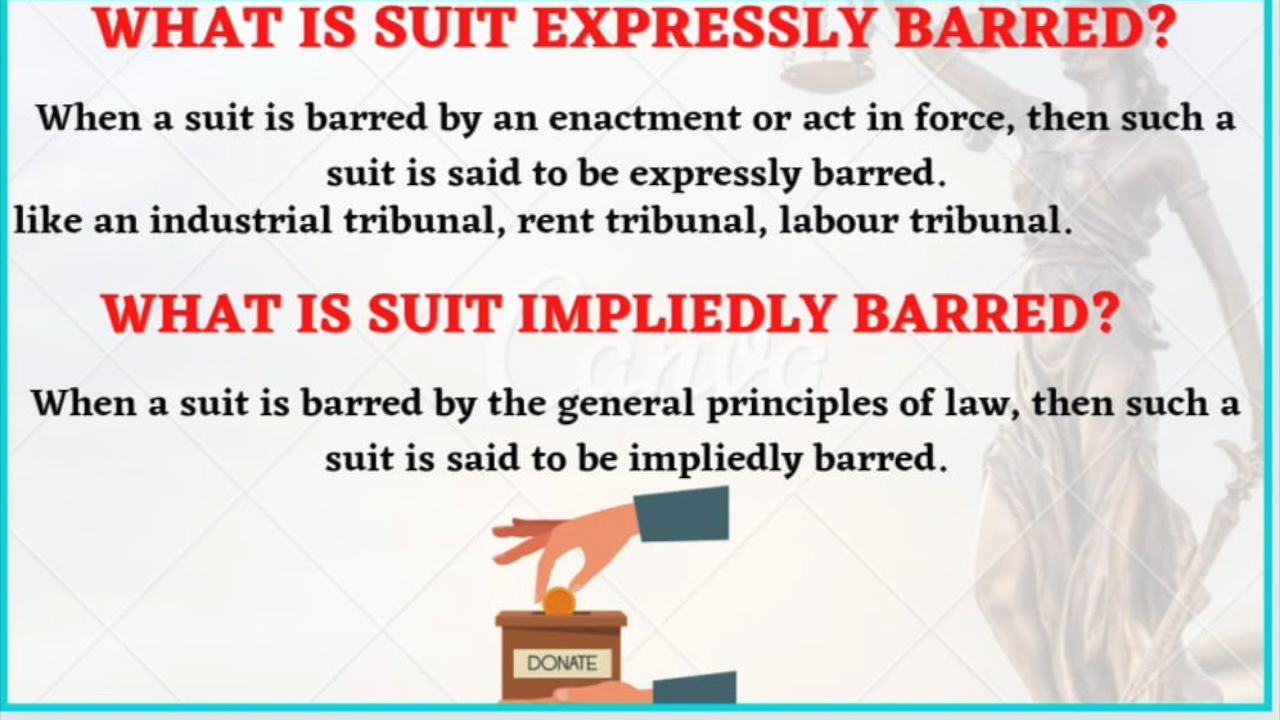 WHAT IS SUIT EXPRESSLY BARRED?
When a suit is barred by an enactment or act in force, then such a
suit is said to be expressly barred.
like an industrial tribunal, rent tribunal, labour tribunal.
WHAT IS SUIT IMPLIEDLY BARRED?
Canva
When a suit is barred by the general principles of law, then such a
suit is said to be impliedly barred.
DONATE